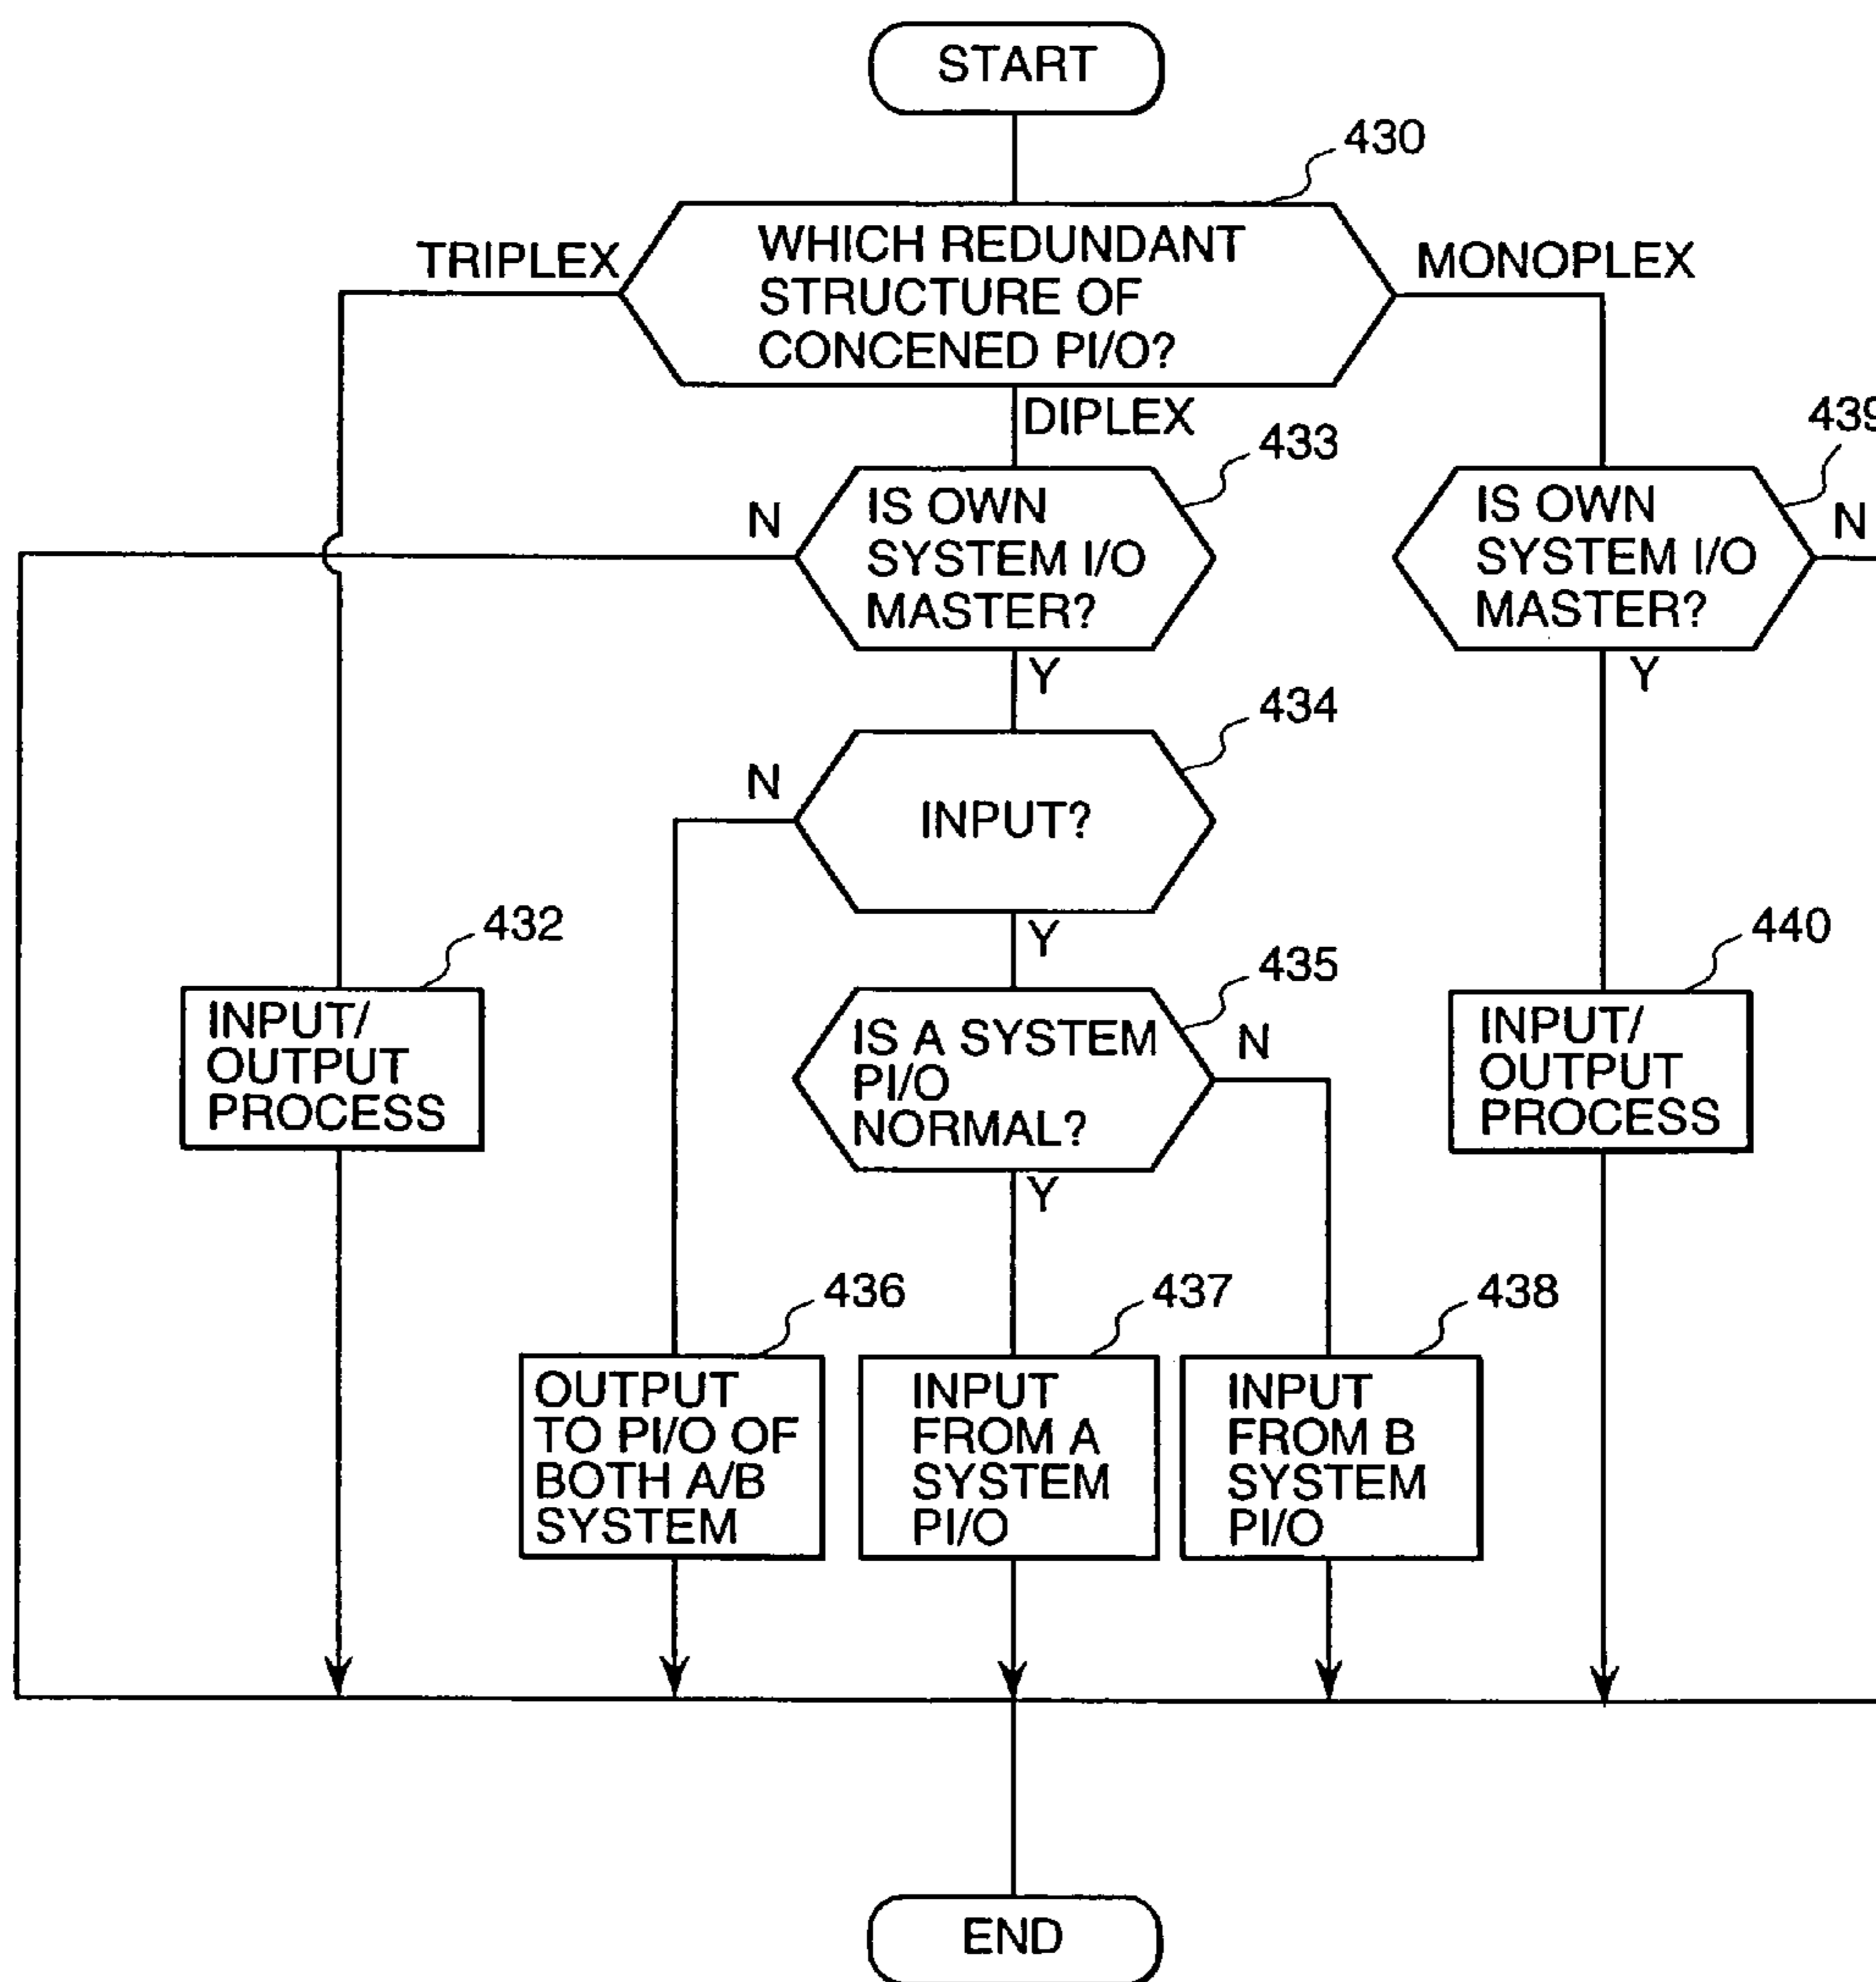 START
430
TRIPLEX
WHICH REDUNDANT
STRUCTURE OF
CONCENED PI/O?
MONOPLEX
DIPLEX
433
439
N
IS OWN
SYSTEM I/O
MASTER?
Y
IS OWN
SYSTEM I/O
MASTER?
N
Y
434
N
INPUT?
Y
432
INPUT/
OUTPUT
PROCESS
435
IS A SYSTEM
PI/O
NORMAL?
N
Y
440
INPUT/
OUTPUT
PROCESS
436
OUTPUT
TO PI/O OF
BOTH A/B
SYSTEM
437
INPUT
FROM A
SYSTEM
PI/O
438
INPUT
FROM B
SYSTEM
PI/O
END